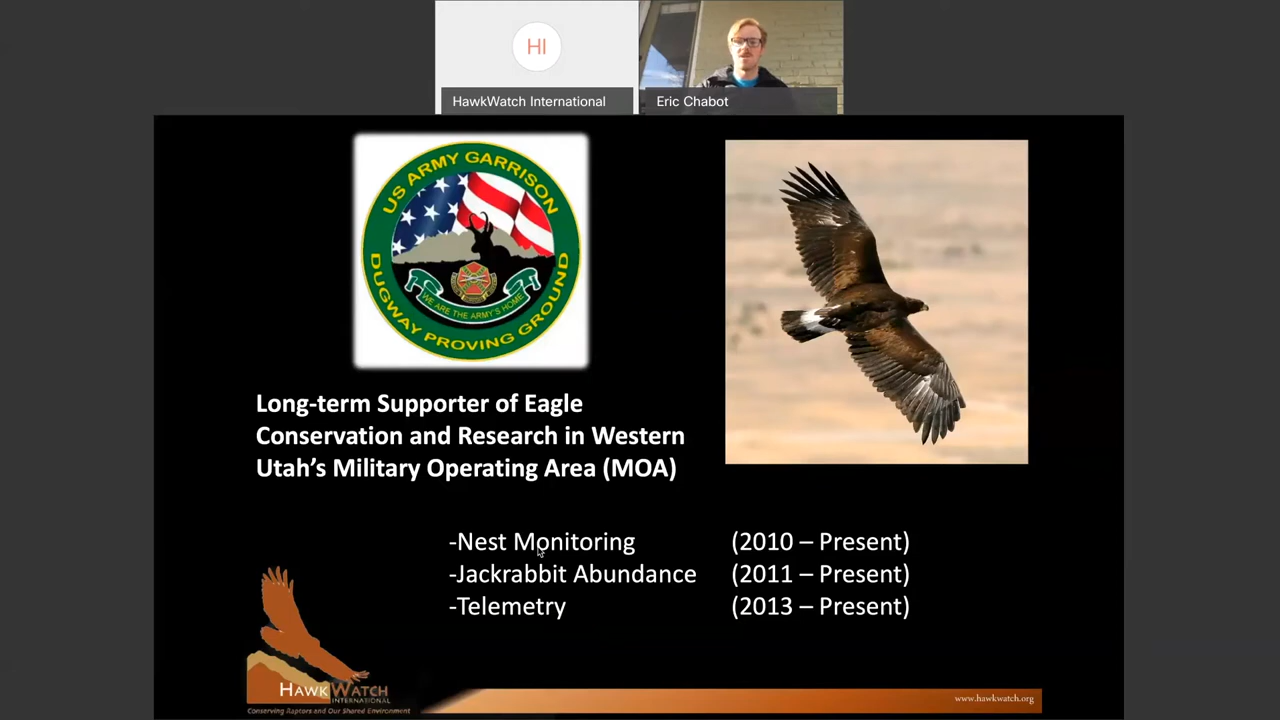 HI
HawkWatch International
Eric Chabot
US ARMY GARRISON
WE ARE THE ARMY'S HOME
DUGWAY PROVING GROUND
Long-term Supporter of Eagle
Conservation and Research in Western
Utah's Military Operating Area (MOA)
-Nest Monitoring (2010 – Present)
-Jackrabbit Abundance (2011 – Present)
-Telemetry (2013 – Present)
HAWKWATCH
INTERNATIONAL
Conserving Raptors and Our Shared Environment
www.hawkwatch.org